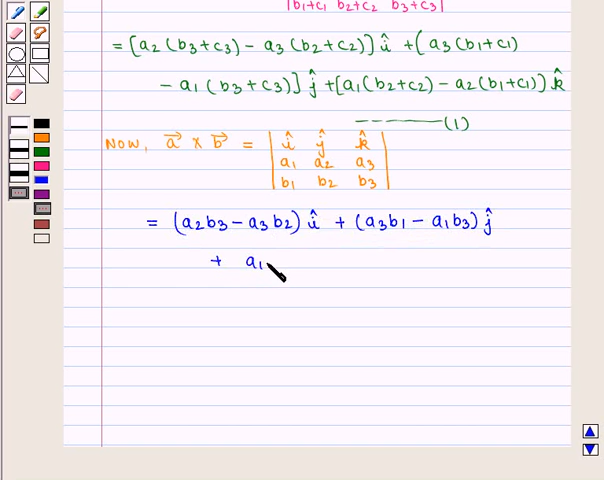 |b1+c1 b2+c2 b3+c3|
= [a2(b3+c3) - a3(b2+c2)] î + (a3(b1+c1)
- a1(b3+c3)] ĵ + [a1(b2+c2) - a2(b1+c1)] k̂
-------(1)
NOW, a⃗ × b⃗ = | î ĵ k̂ |
| a1 a2 a3 |
| b1 b2 b3 |
= (a2b3 - a3b2) î + (a3b1 - a1b3) ĵ
+ a1